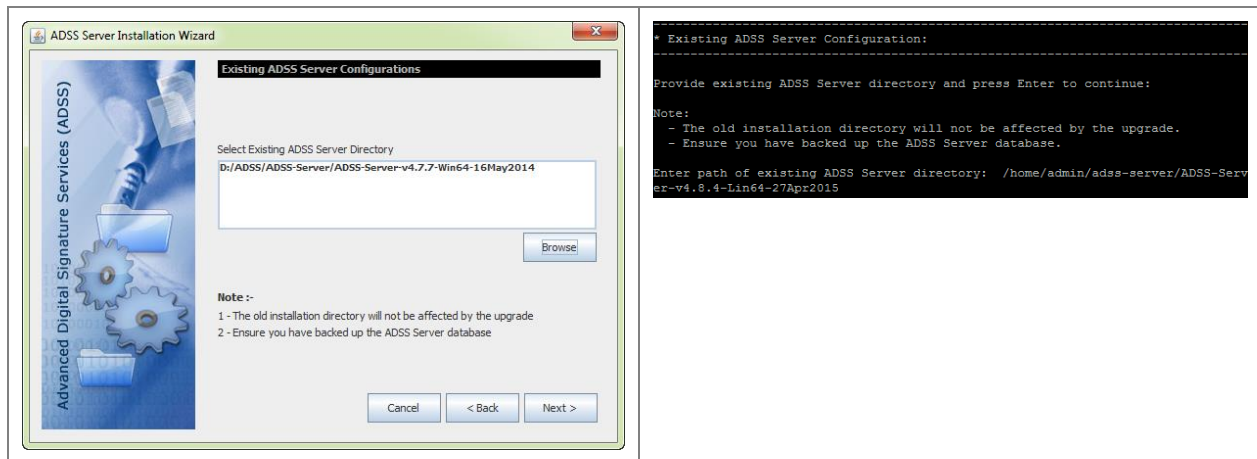 ADSS Server Installation Wizard
Advanced Digital Signature Services (ADSS)
Existing ADSS Server Configurations
Select Existing ADSS Server Directory
D:/ADSS/ADSS-Server/ADSS-Server-v4.7.7-Win64-16May2014
Browse
Note :-
1 - The old installation directory will not be affected by the upgrade
2 - Ensure you have backed up the ADSS Server database
Cancel
< Back
Next >
* Existing ADSS Server Configuration:
Provide existing ADSS Server directory and press Enter to continue:
Note:
- The old installation directory will not be affected by the upgrade.
- Ensure you have backed up the ADSS Server database.
Enter path of existing ADSS Server directory: /home/admin/adss-server/ADSS-Serv
er-v4.8.4-Lin64-27Apr2015